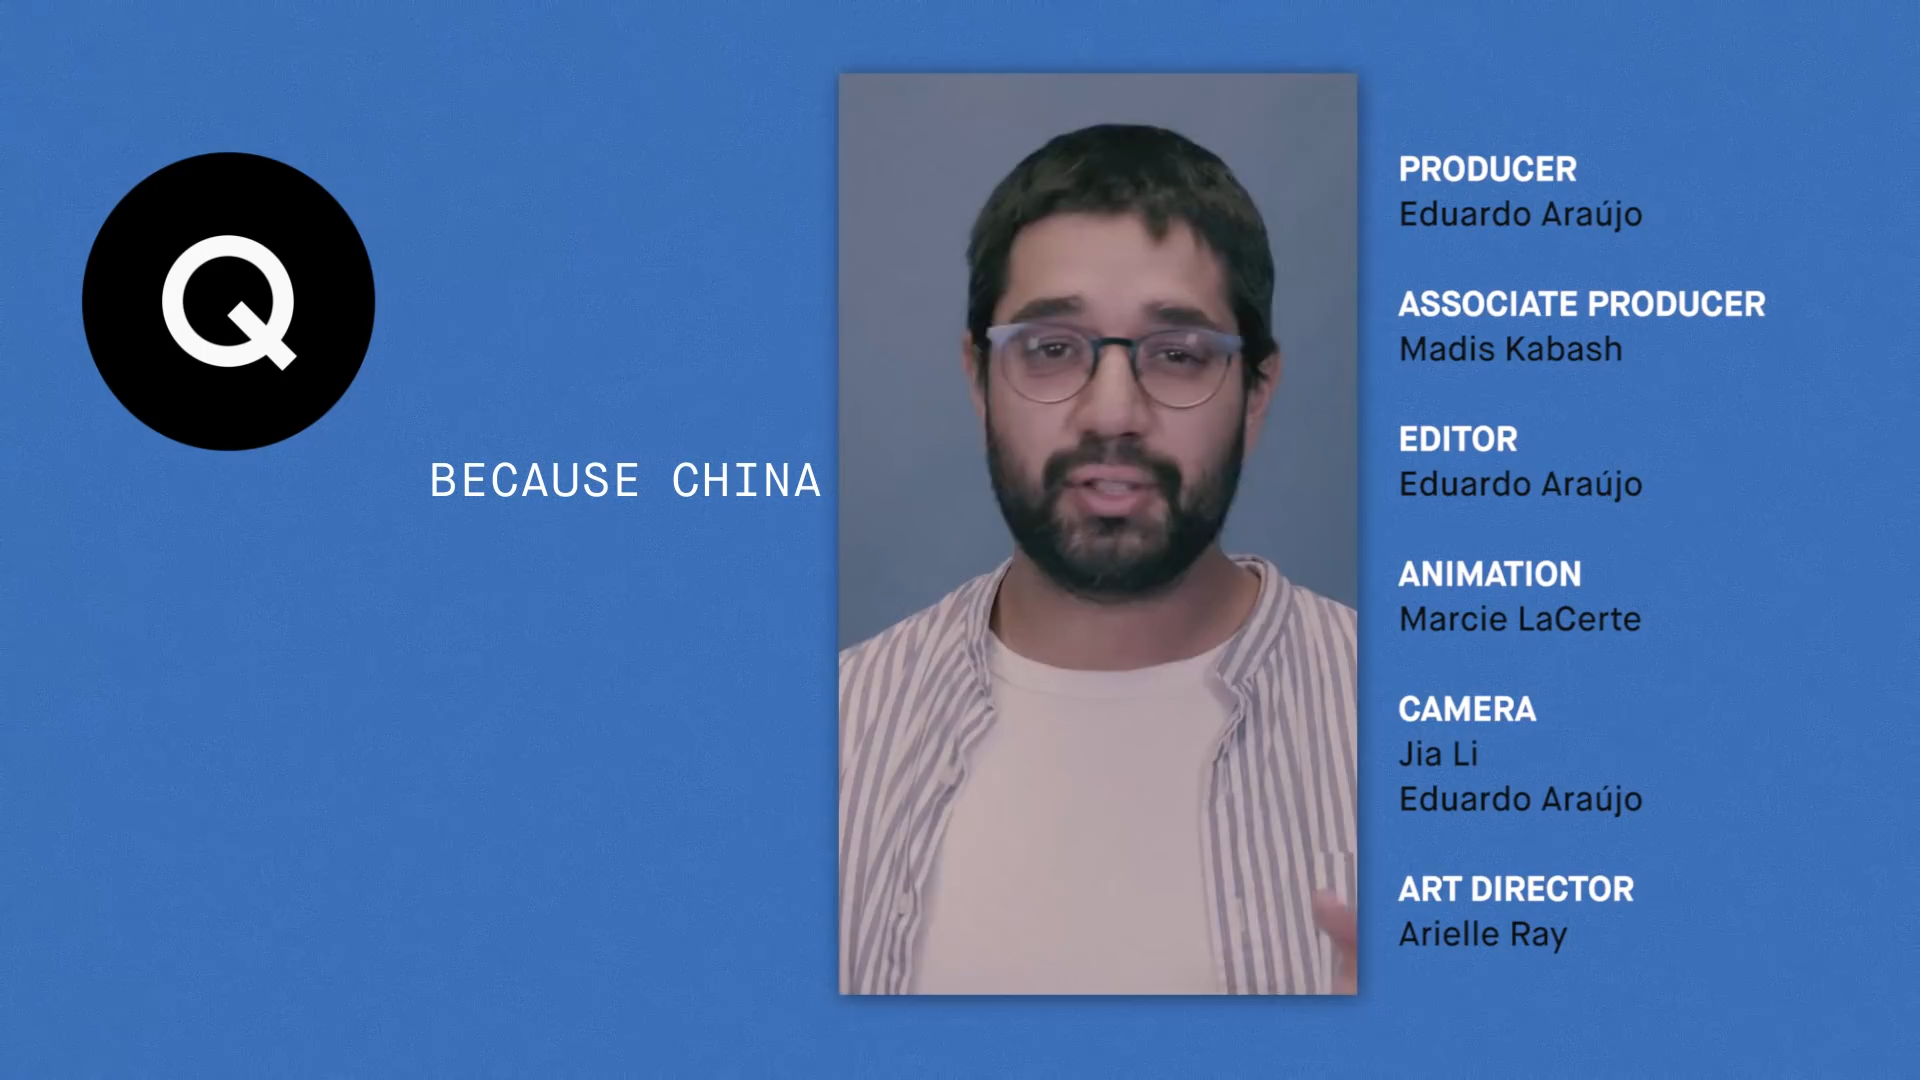 Q
BECAUSE CHINA
PRODUCER
Eduardo Araújo
ASSOCIATE PRODUCER
Madis Kabash
EDITOR
Eduardo Araújo
ANIMATION
Marcie LaCerte
CAMERA
Jia Li
Eduardo Araújo
ART DIRECTOR
Arielle Ray